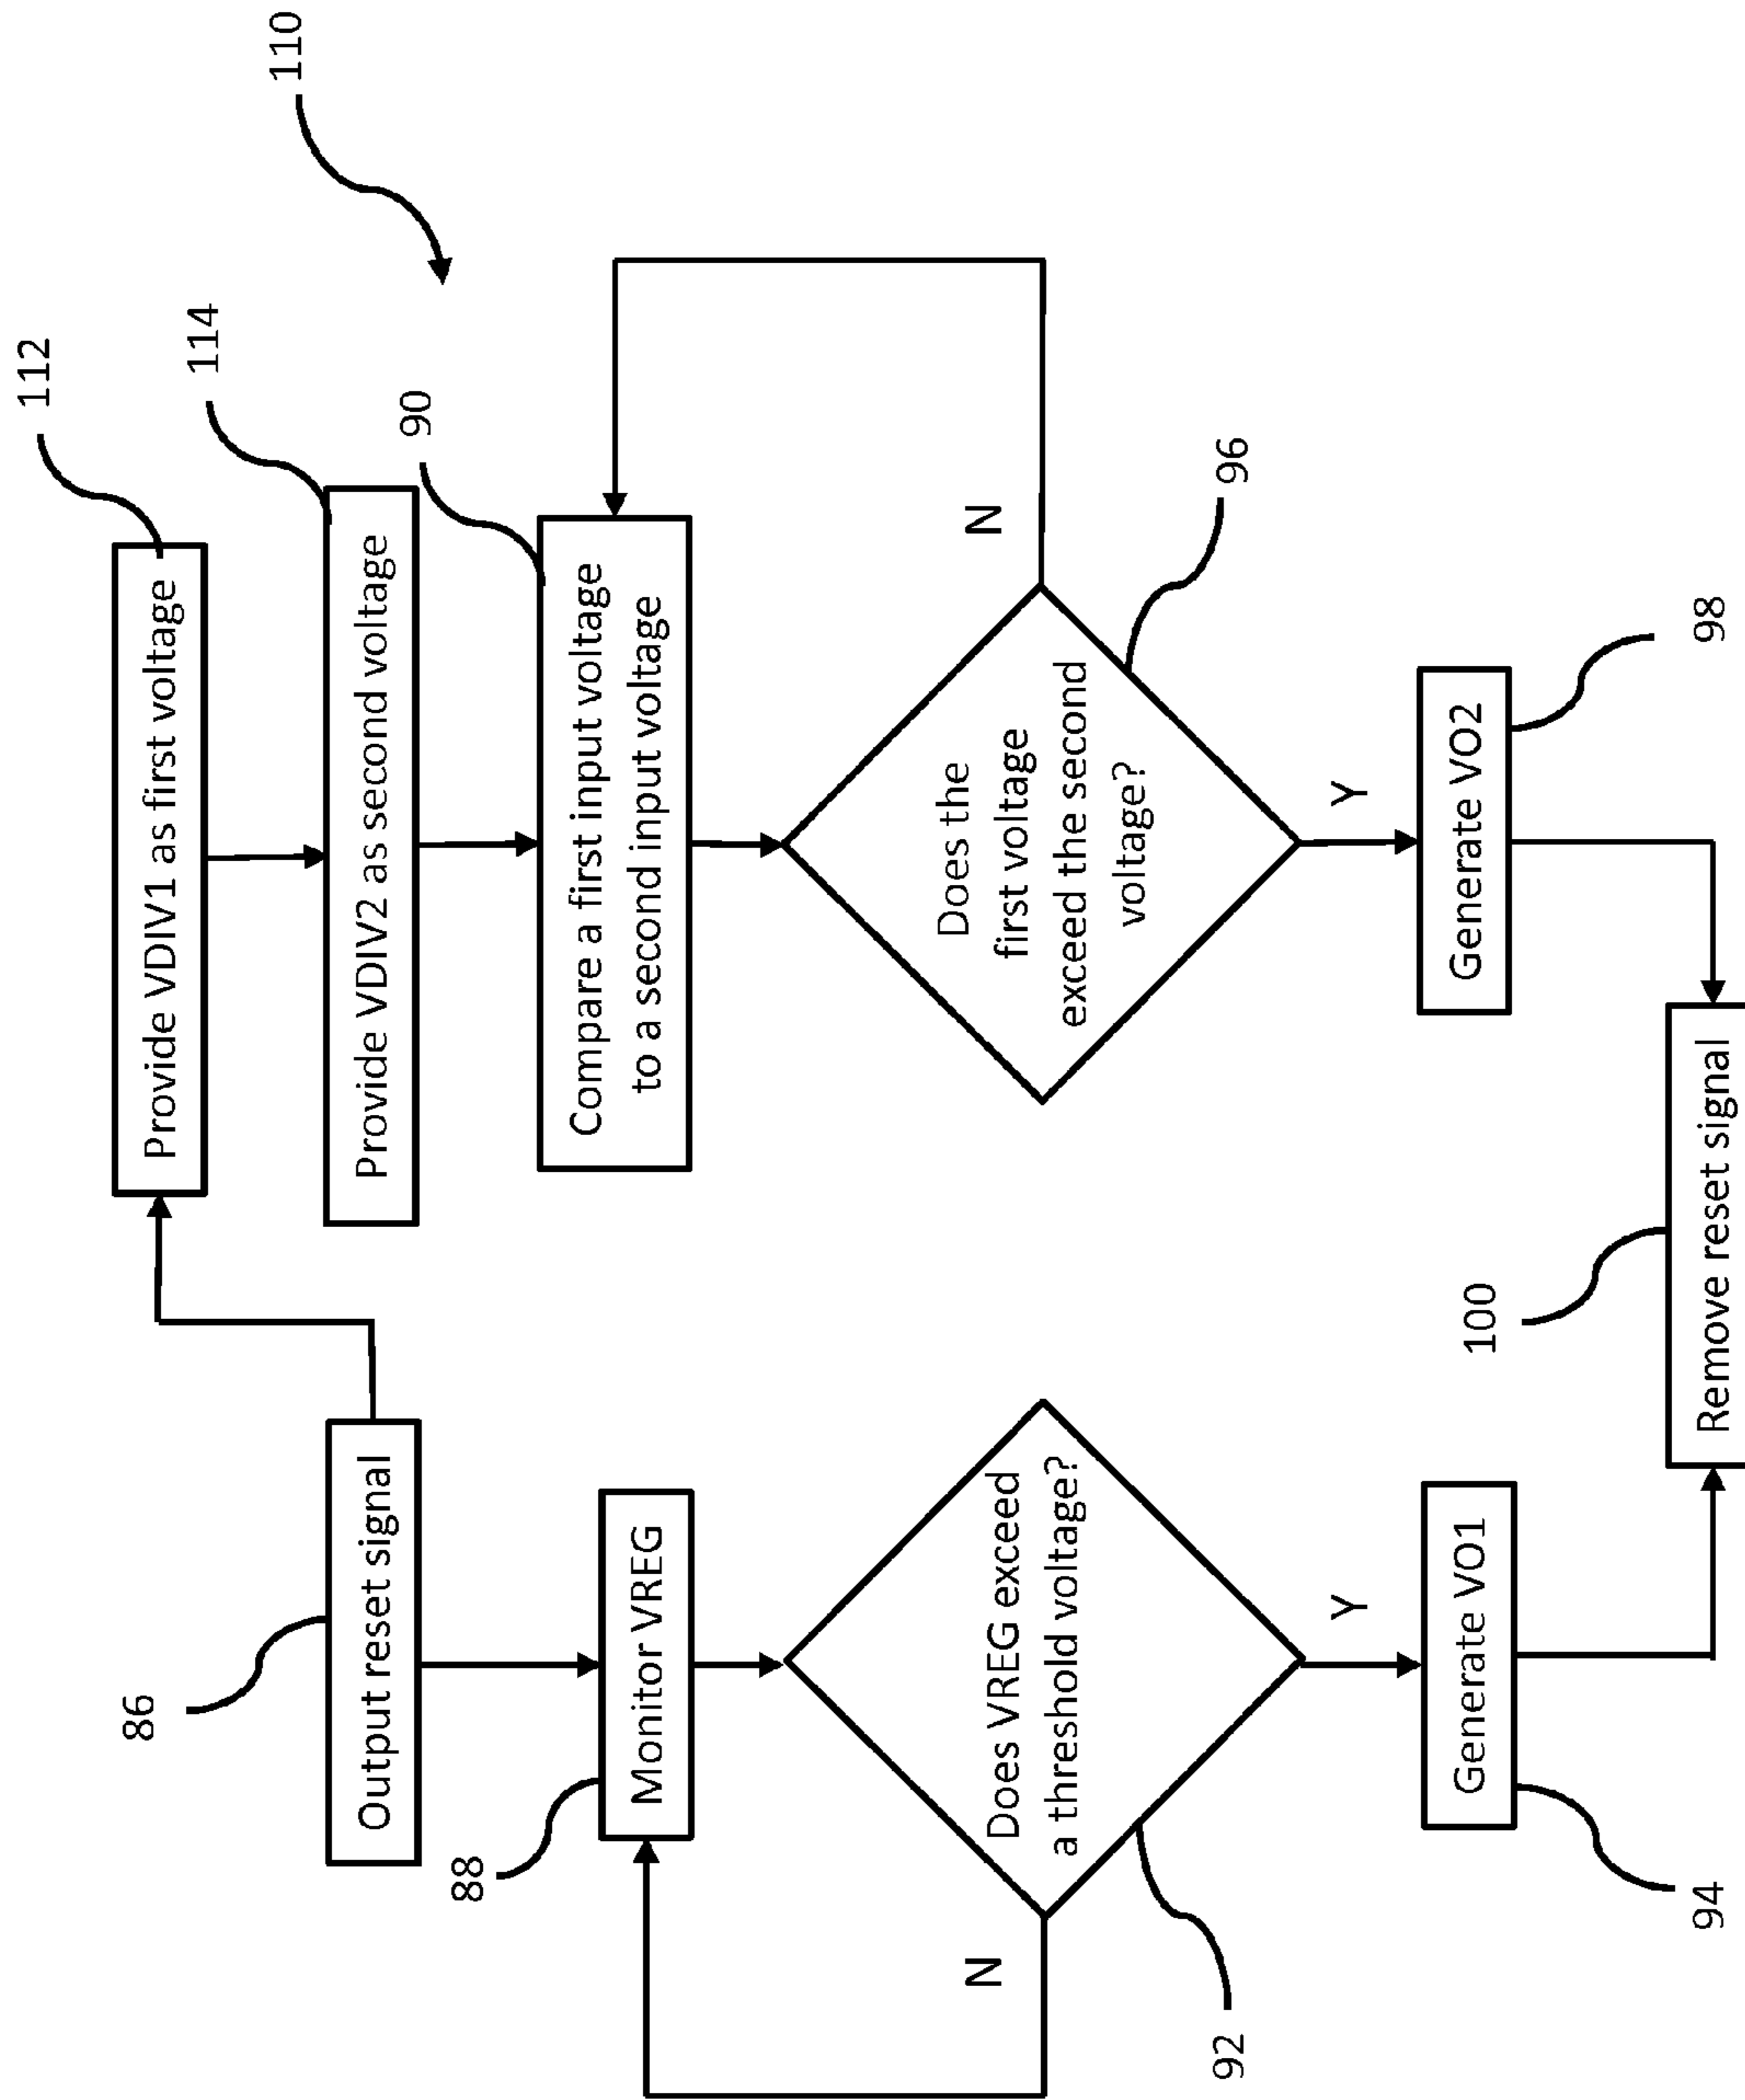 110
112
Provide VDIV1 as first voltage
114
Provide VDIV2 as second voltage
86
Output reset signal
90
Compare a first input voltage
to a second input voltage
88
Monitor VREG
Does VREG exceed
a threshold voltage?
N
92
Y
Does the
first voltage
exceed the second
voltage?
N
96
Y
Generate VO1
94
Generate VO2
98
100
Remove reset signal